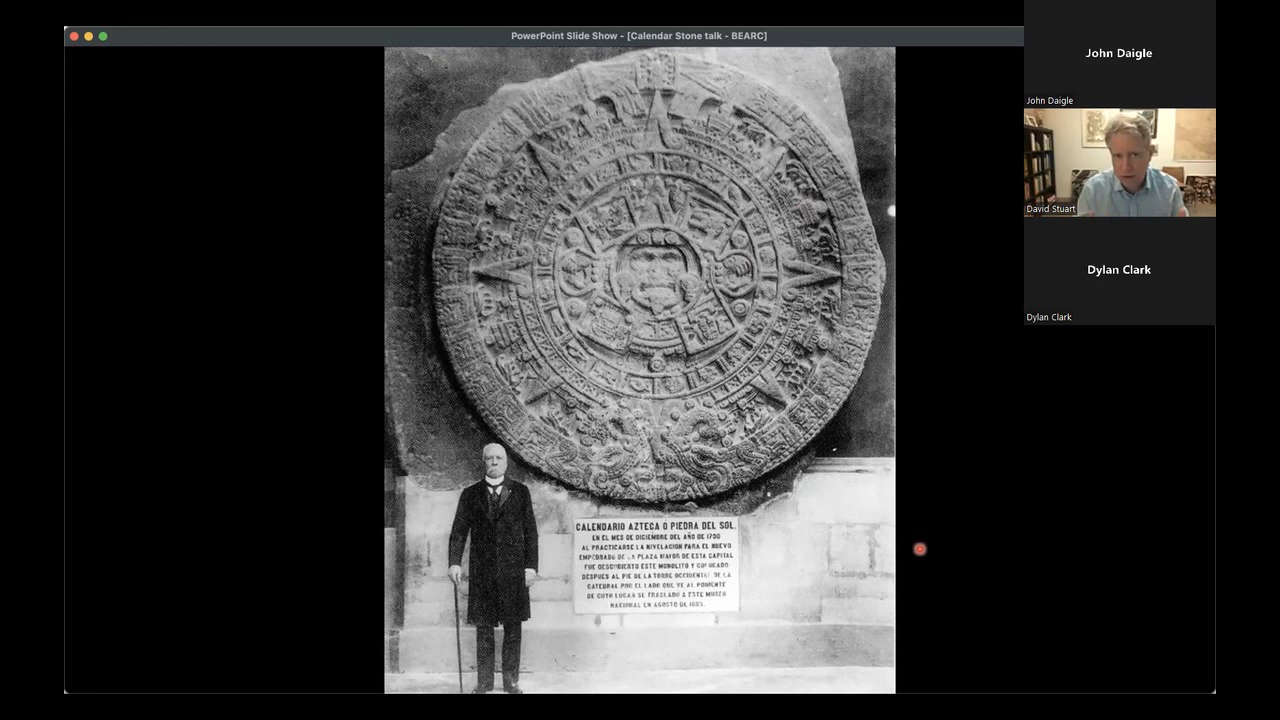 PowerPoint Slide Show - [Calendar Stone talk - BEARC]
John Daigle
John Daigle
David Stuart
Dylan Clark
Dylan Clark
CALENDARIO AZTECA Ó PIEDRA DEL SOL.
EN EL MES DE DICIEMBRE DEL AÑO DE 1790
AL PRACTICARSE LA NIVELACION PARA EL NUEVO
EMPEDRADO DE LA PLAZA MAYOR DE ESTA CAPITAL
FUE DESCUBIERTO ESTE MONOLITO Y COLOCADO
DESPUES AL PIE DE LA TORRE OCCIDENTAL DE LA
CATEDRAL POR EL LADO QUE VE AL PONIENTE
DE CUYO LUGAR SE TRASLADÓ A ESTE MUSEO
NACIONAL EN AGOSTO DE 1885.